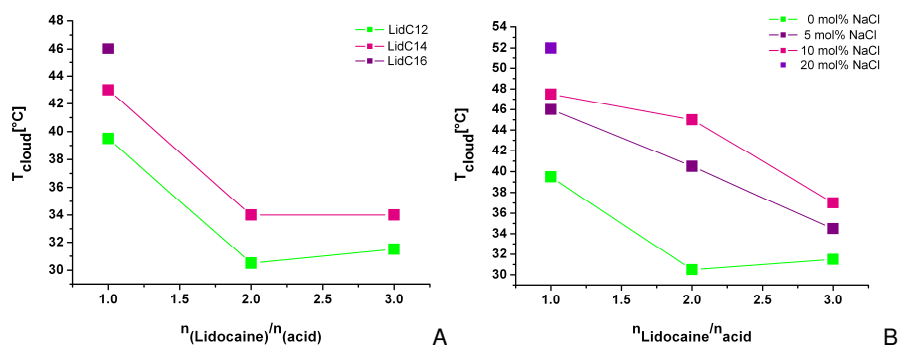 48
46
44
42
40
38
36
34
32
30
T_cloud[°C]
LidC12
LidC14
LidC16
1.0 1.5 2.0 2.5 3.0
n_(Lidocaine)/n_(acid)
A
54
52
50
48
46
44
42
40
38
36
34
32
30
T_cloud[°C]
0 mol% NaCl
5 mol% NaCl
10 mol% NaCl
20 mol% NaCl
1.0 1.5 2.0 2.5 3.0
n_Lidocaine/n_acid
B